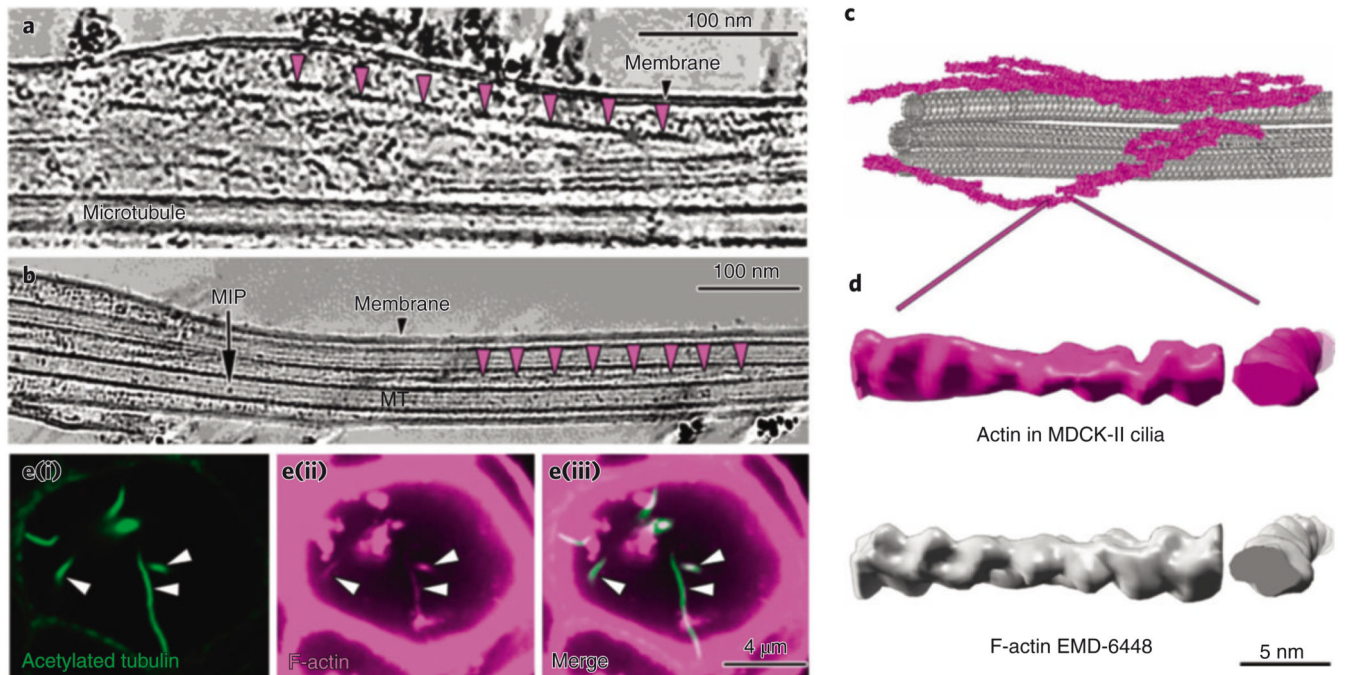 a
100 nm
Membrane
Microtubule
b
100 nm
MIP
Membrane
MT
c
d
Actin in MDCK-II cilia
F-actin EMD-6448
5 nm
e(i)
Acetylated tubulin
e(ii)
F-actin
e(iii)
Merge
4 μm